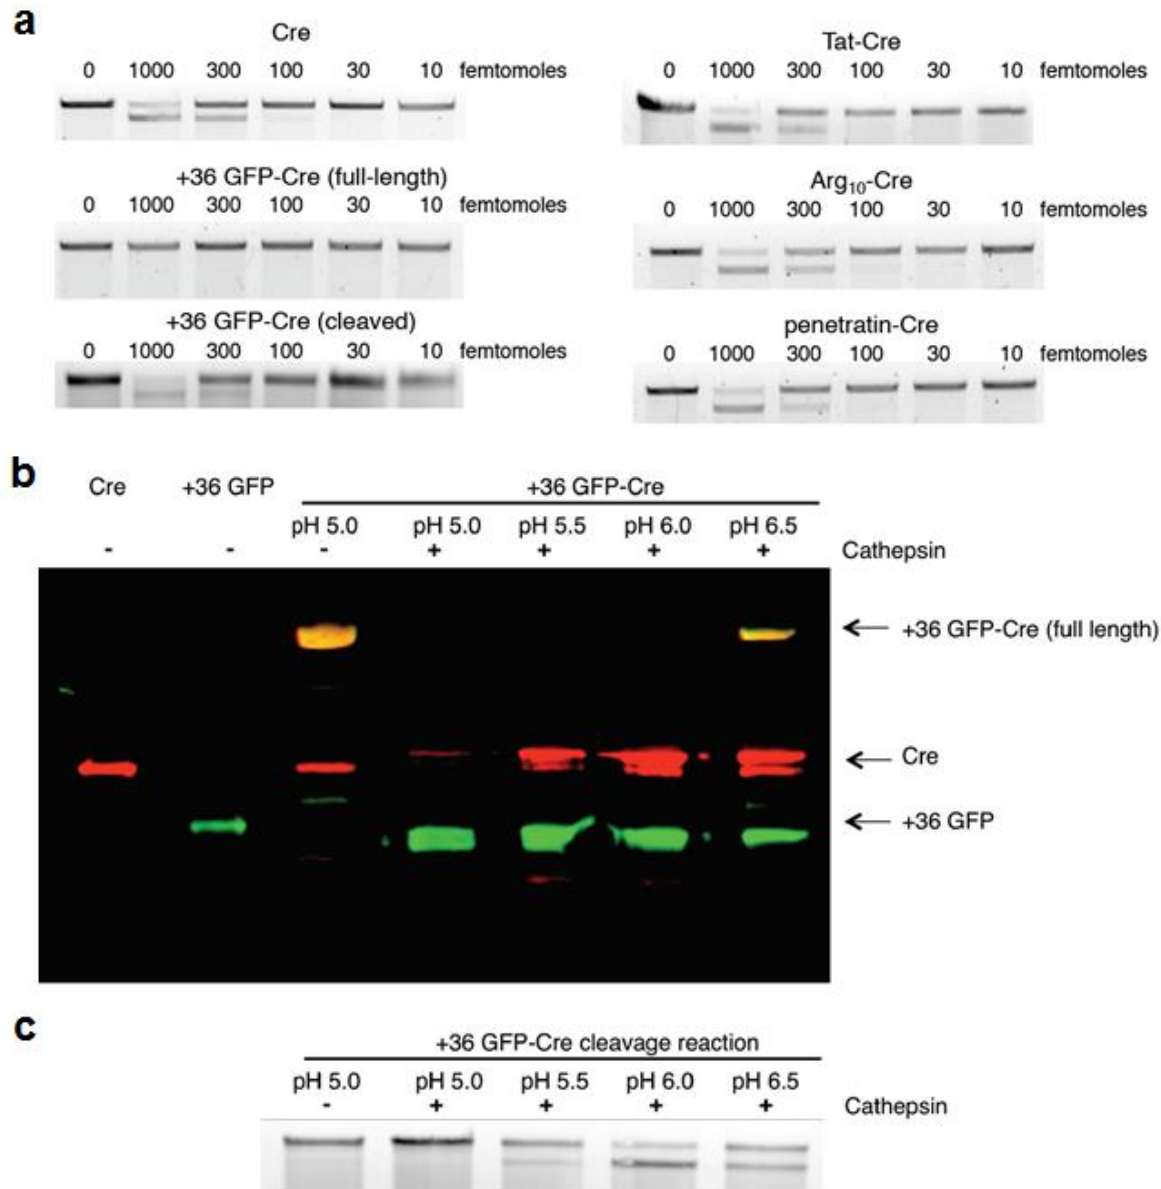 a
Cre
0 1000 300 100 30 10 femtomoles
+36 GFP-Cre (full-length)
0 1000 300 100 30 10 femtomoles
+36 GFP-Cre (cleaved)
0 1000 300 100 30 10 femtomoles
Tat-Cre
0 1000 300 100 30 10 femtomoles
Arg₁₀-Cre
0 1000 300 100 30 10 femtomoles
penetratin-Cre
0 1000 300 100 30 10 femtomoles
b
Cre +36 GFP +36 GFP-Cre
pH 5.0 pH 5.0 pH 5.5 pH 6.0 pH 6.5
- - - + + + + Cathepsin
+36 GFP-Cre (full length)
Cre
+36 GFP
c
+36 GFP-Cre cleavage reaction
pH 5.0 pH 5.0 pH 5.5 pH 6.0 pH 6.5
- + + + + Cathepsin